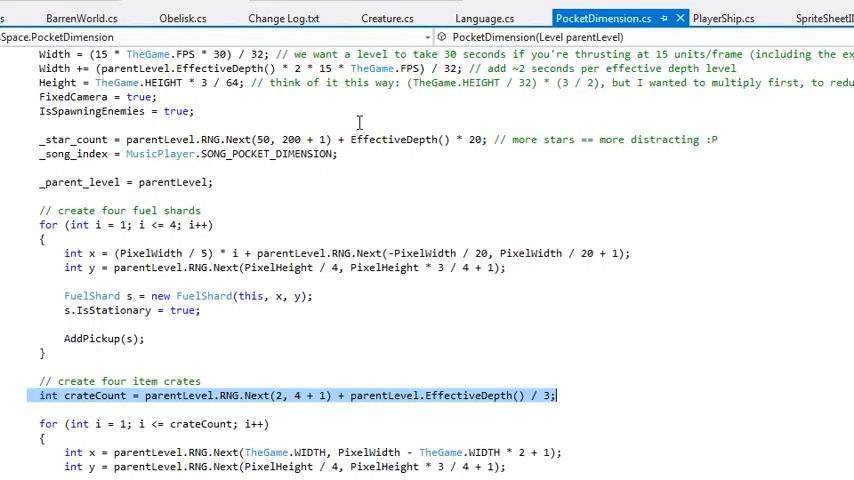 BarrenWorld.cs Obelisk.cs Change Log.txt Creature.cs Language.cs PocketDimension.cs PlayerShip.cs SpriteSheetI
Space.PocketDimension PocketDimension(Level parentLevel)
Width = (15 * TheGame.FPS * 30) / 32; // we want a level to take 30 seconds if you're thrusting at 15 units/frame (including the ex
Width += (parentLevel.EffectiveDepth() * 2 * 15 * TheGame.FPS) / 32; // add ~2 seconds per effective depth level
Height = TheGame.HEIGHT * 3 / 64; // think of it this way: (TheGame.HEIGHT / 32) * (3 / 2), but I wanted to multiply first, to redu
FixedCamera = true;
IsSpawningEnemies = true;
_star_count = parentLevel.RNG.Next(50, 200 + 1) + EffectiveDepth() * 20; // more stars == more distracting :P
_song_index = MusicPlayer.SONG_POCKET_DIMENSION;
_parent_level = parentLevel;
// create four fuel shards
for (int i = 1; i <= 4; i++)
{
int x = (PixelWidth / 5) * i + parentLevel.RNG.Next(-PixelWidth / 20, PixelWidth / 20 + 1);
int y = parentLevel.RNG.Next(PixelHeight / 4, PixelHeight * 3 / 4 + 1);
FuelShard s = new FuelShard(this, x, y);
s.IsStationary = true;
AddPickup(s);
}
// create four item crates
int crateCount = parentLevel.RNG.Next(2, 4 + 1) + parentLevel.EffectiveDepth() / 3;
for (int i = 1; i <= crateCount; i++)
{
int x = parentLevel.RNG.Next(TheGame.WIDTH, PixelWidth - TheGame.WIDTH * 2 + 1);
int y = parentLevel.RNG.Next(PixelHeight / 4, PixelHeight * 3 / 4 + 1);